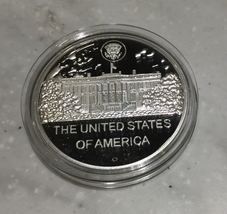 THE UNITED STATES
OF AMERICA